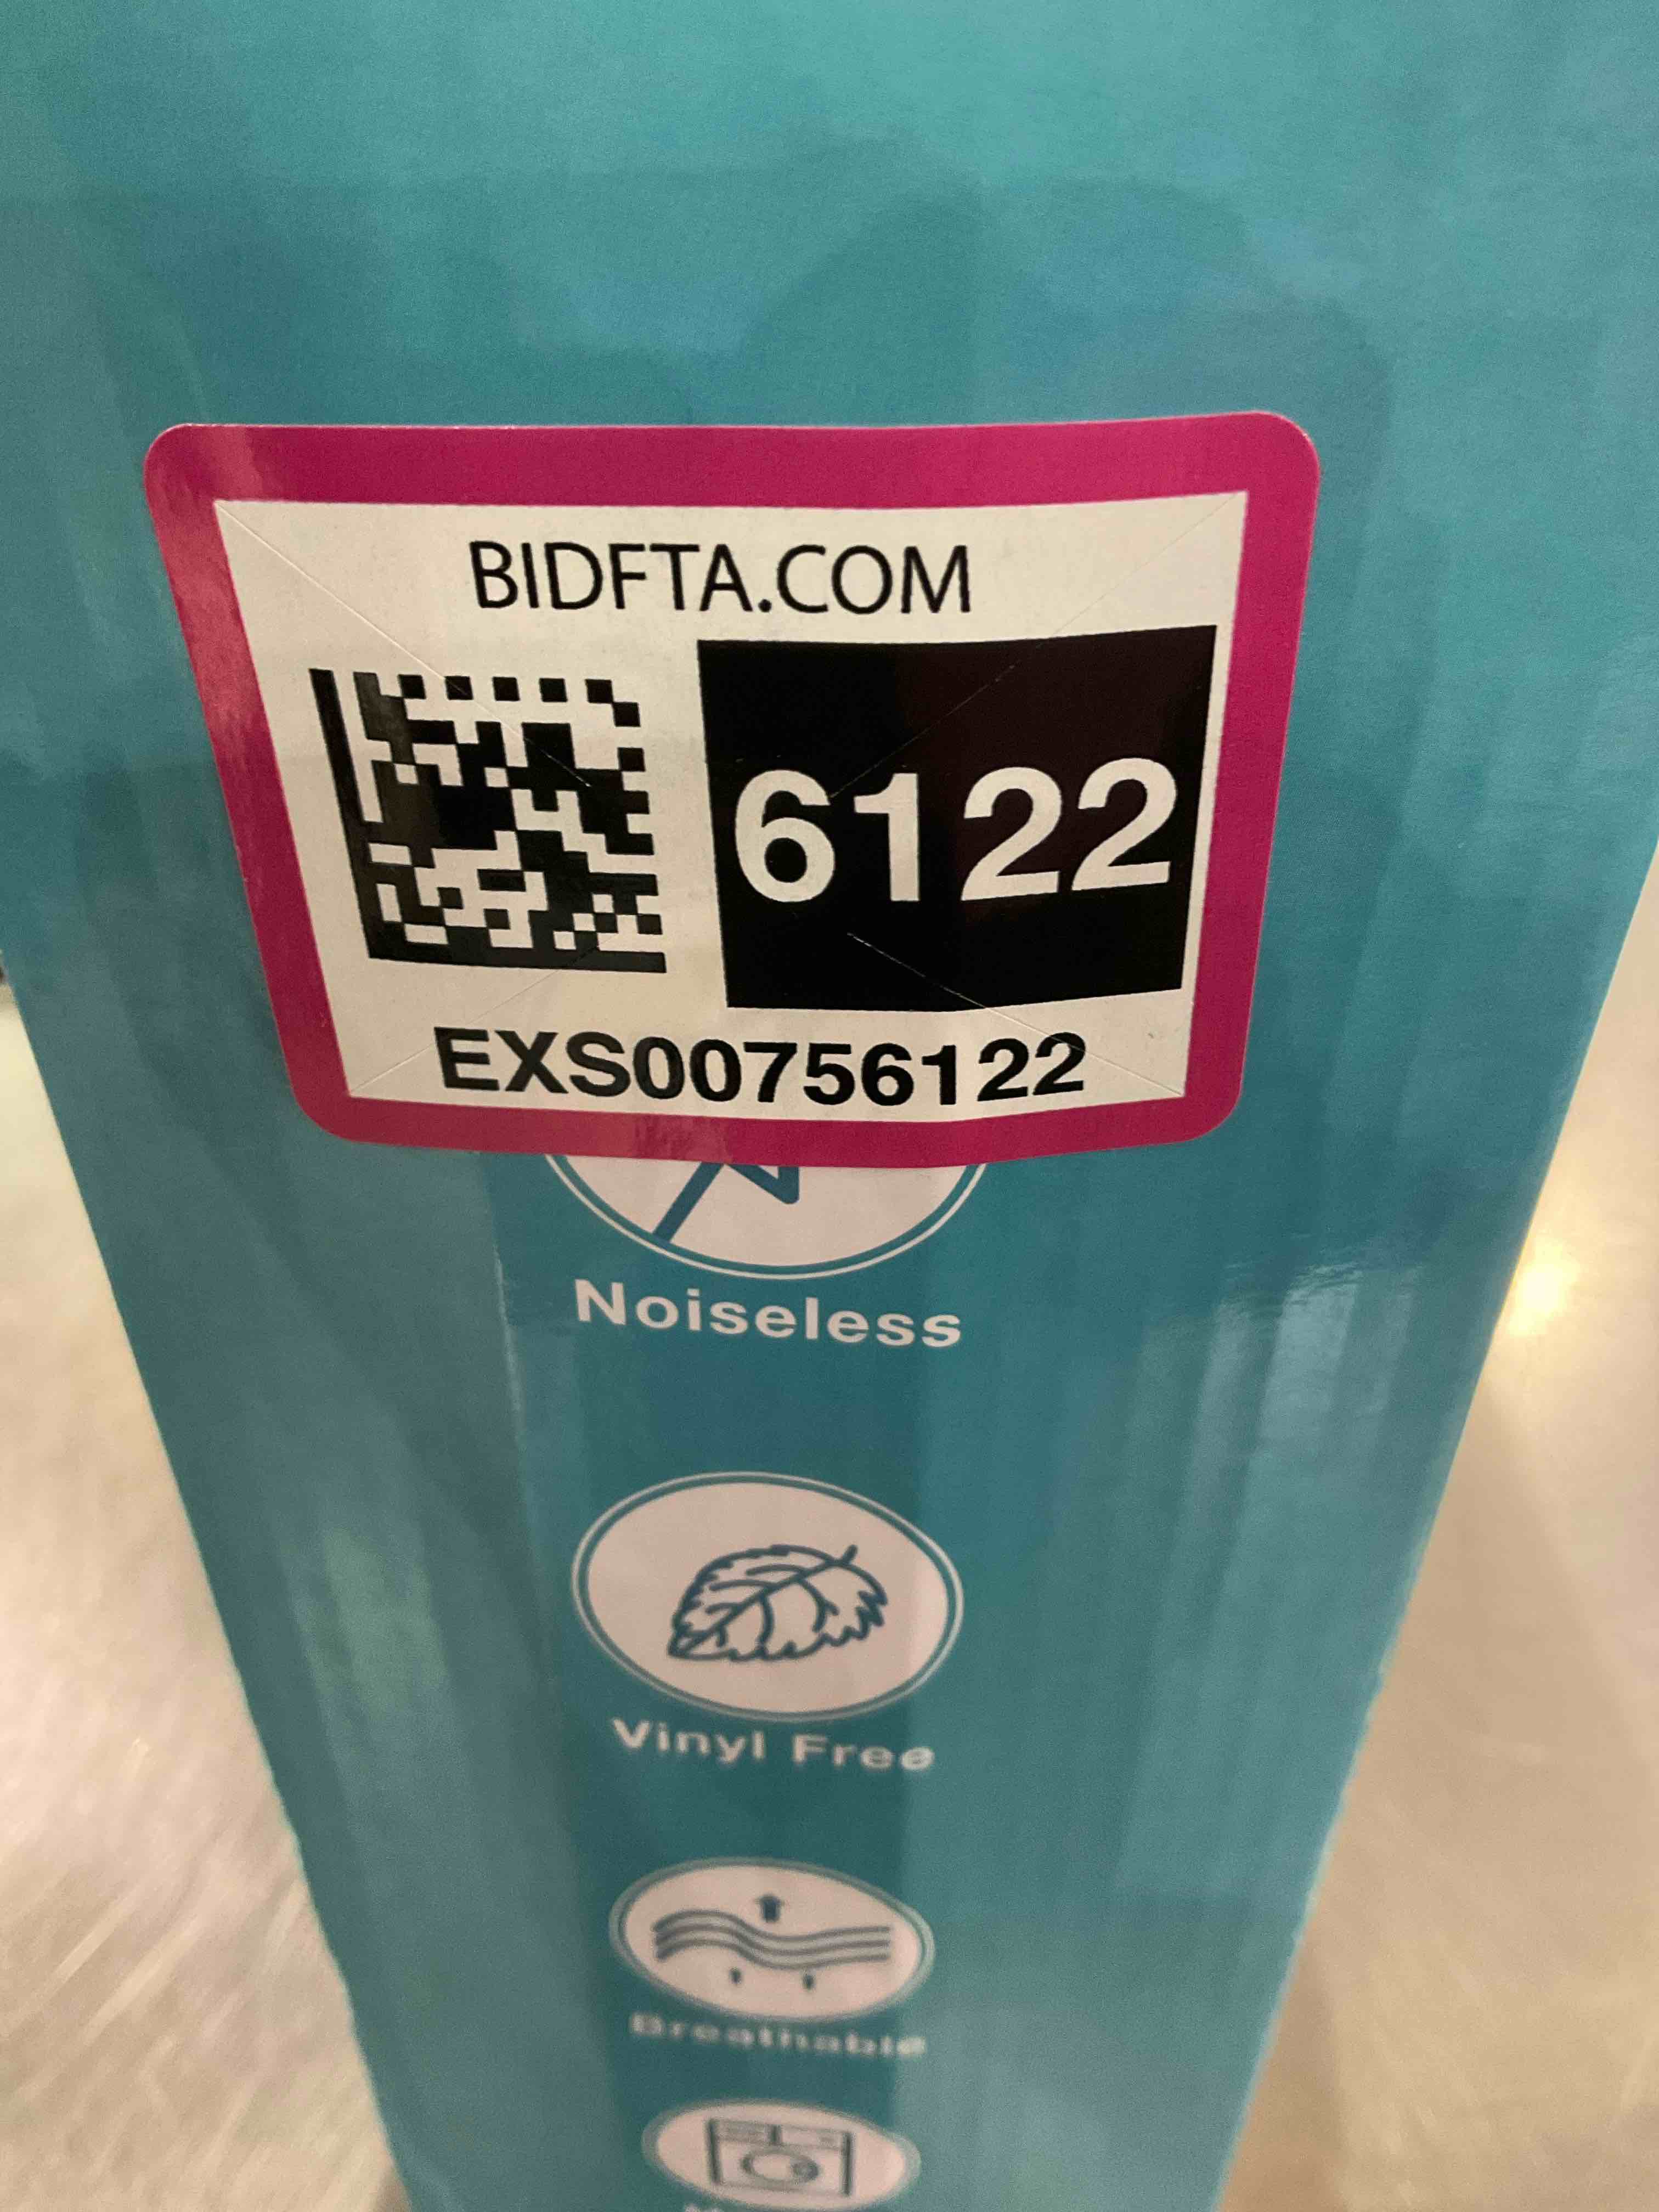 BIDFTA.COM
6122
EXS00756122
Noiseless
Vinyl Free
Breathable